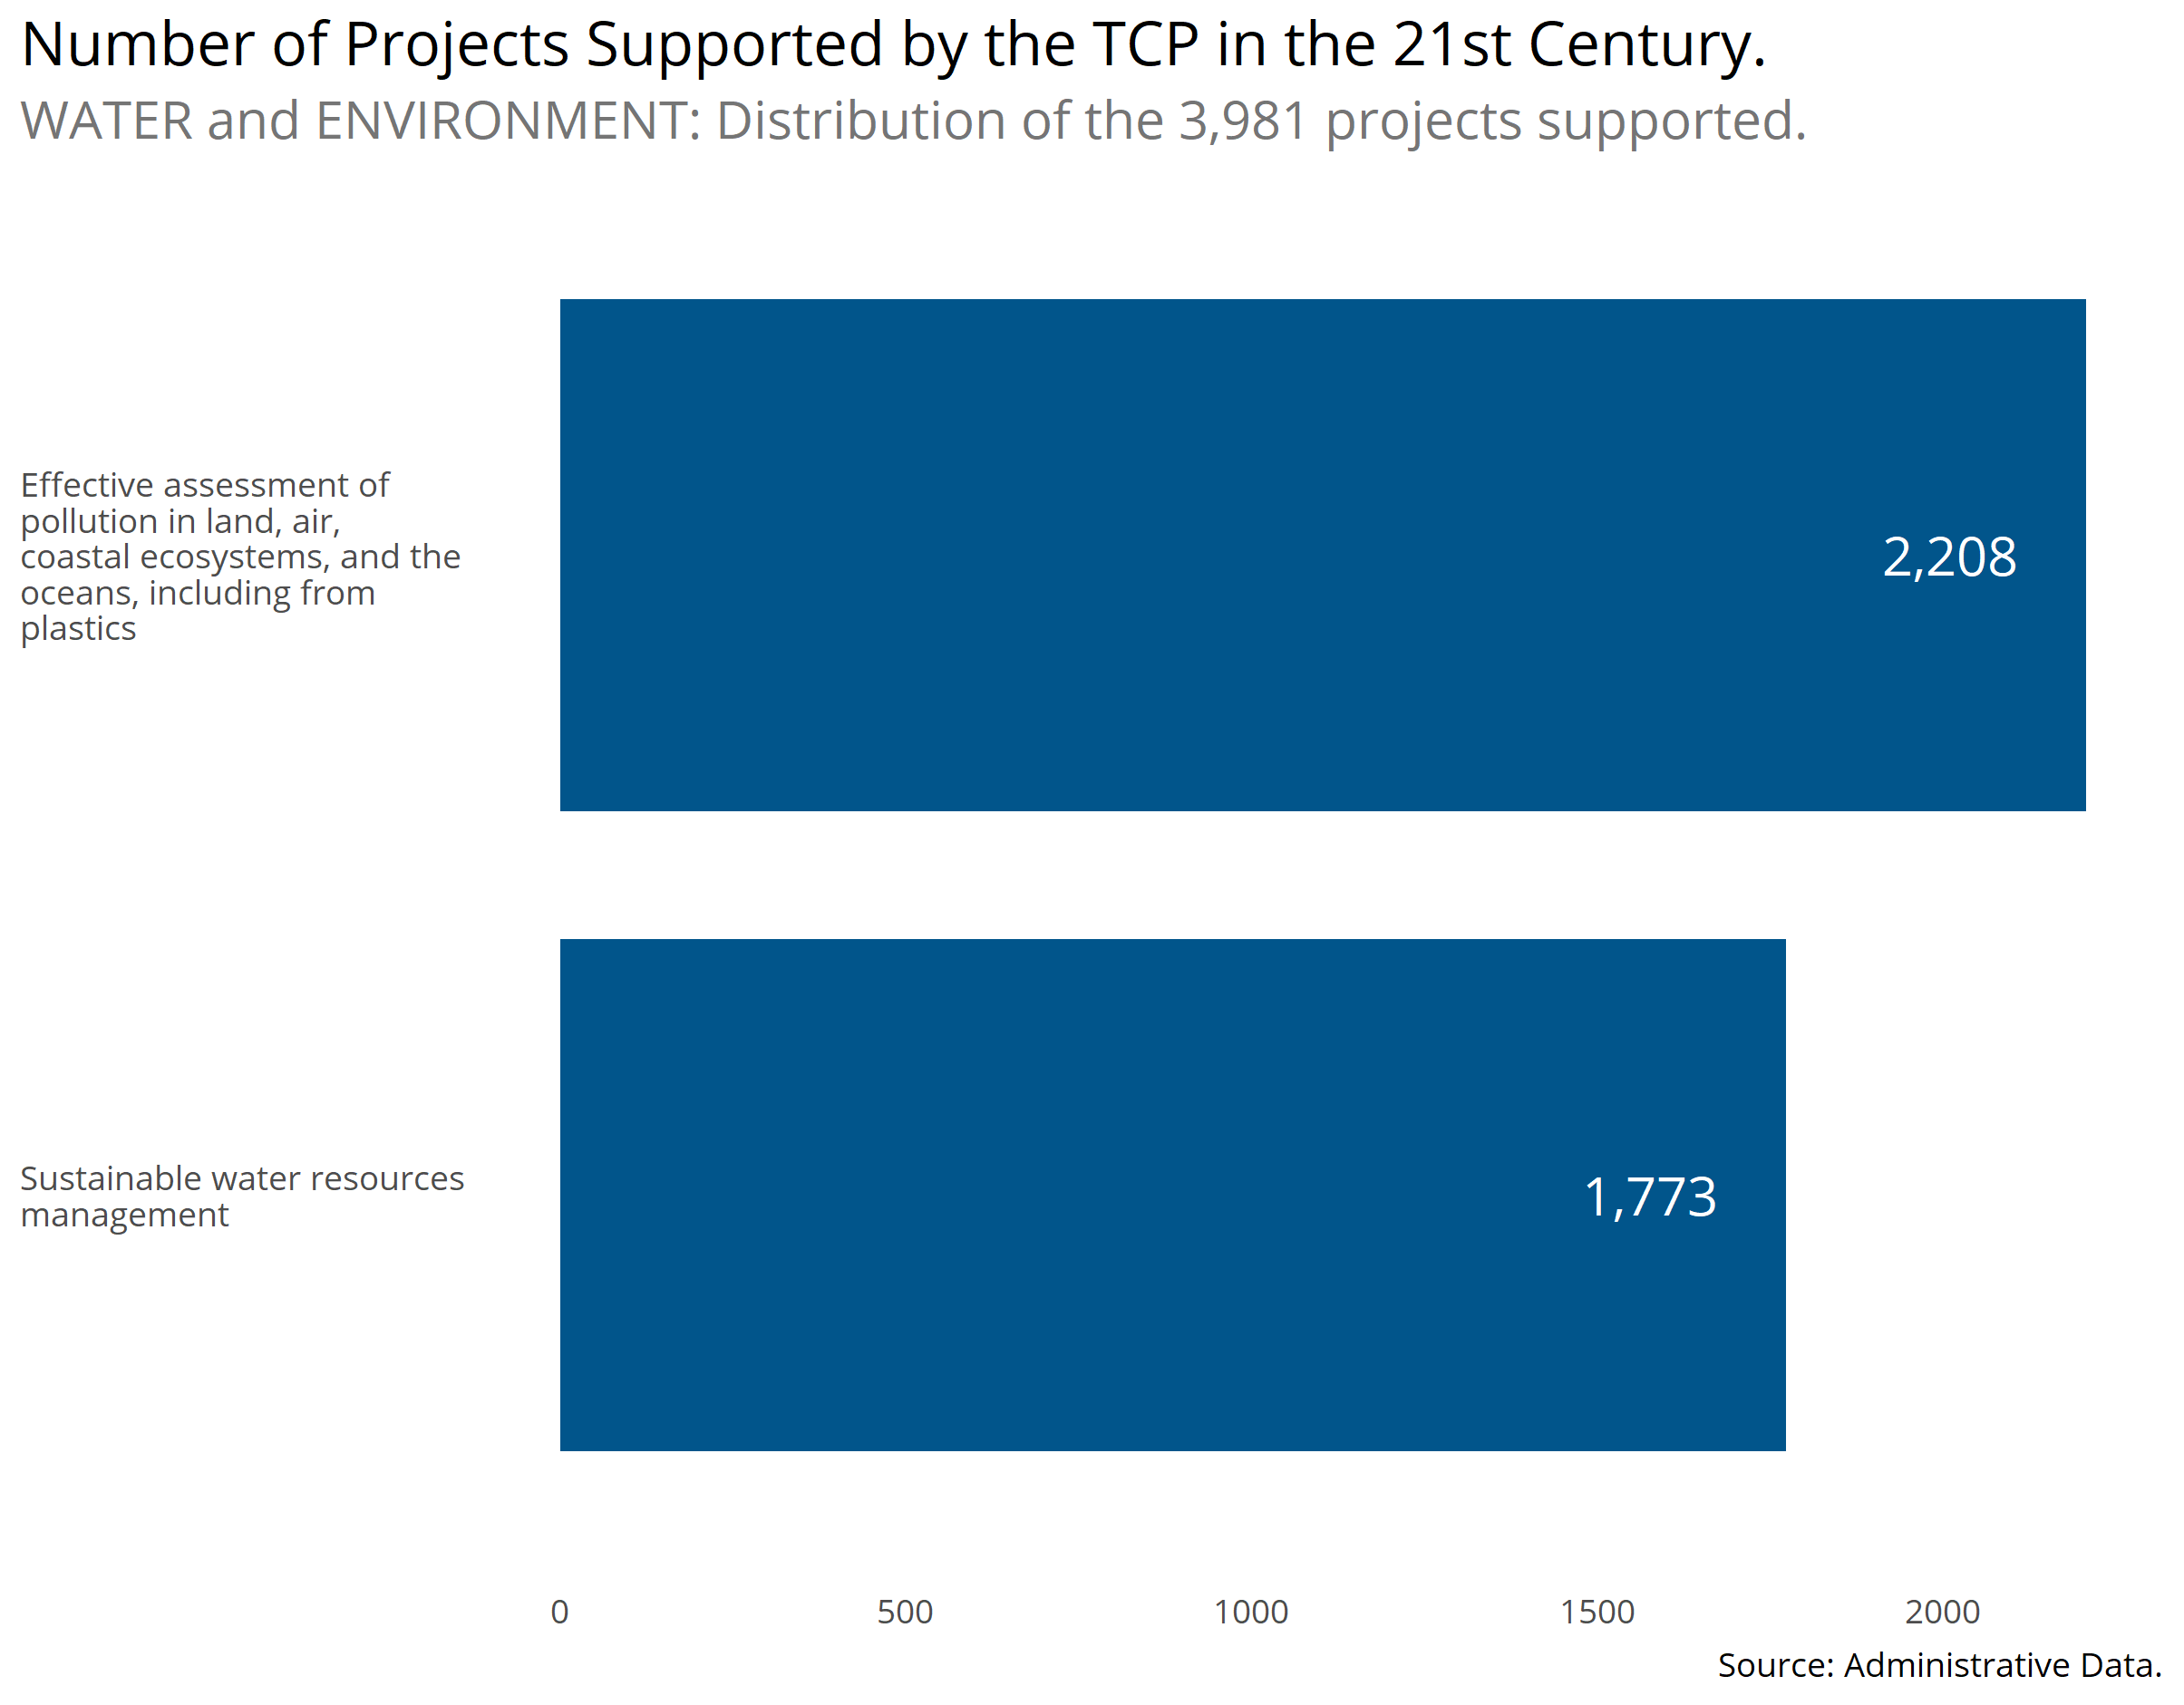 Number of Projects Supported by the TCP in the 21st Century.
WATER and ENVIRONMENT: Distribution of the 3,981 projects supported.
Effective assessment of
pollution in land, air,
coastal ecosystems, and the
oceans, including from
plastics
2,208
Sustainable water resources
management
1,773
0 500 1000 1500 2000
Source: Administrative Data.